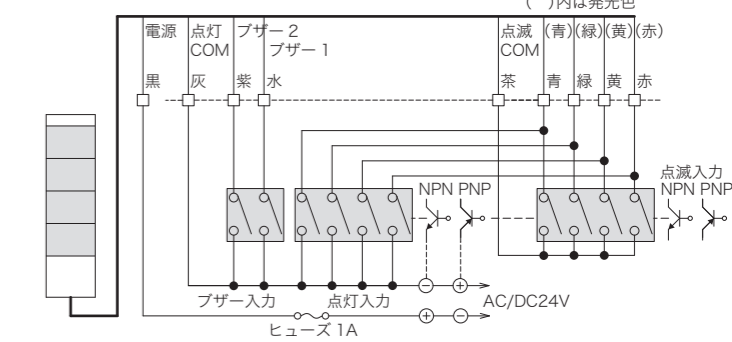 ( )内は発光色
電源 点灯 ブザー 2 点滅 (青)(緑)(黄)(赤)
COM ブザー 1 COM
黒 灰 紫 水 茶 青 緑 黄 赤
点滅入力
NPN PNP NPN PNP
− +
ブザー入力 点灯入力 AC/DC24V
+ −
ヒューズ 1A